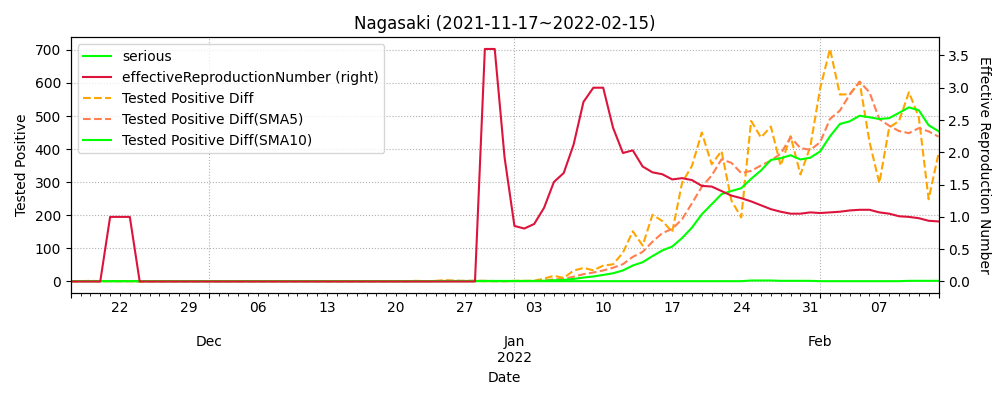 Nagasaki (2021-11-17~2022-02-15)
serious
effectiveReproductionNumber (right)
Tested Positive Diff
Tested Positive Diff(SMA5)
Tested Positive Diff(SMA10)
Tested Positive
700
600
500
400
300
200
100
0
3.5
3.0
2.5
2.0
1.5
1.0
0.5
0.0
Effective Reproduction Number
22 29 06 13 20 27 03 10 17 24 31 07
Dec Jan Feb
2022
Date